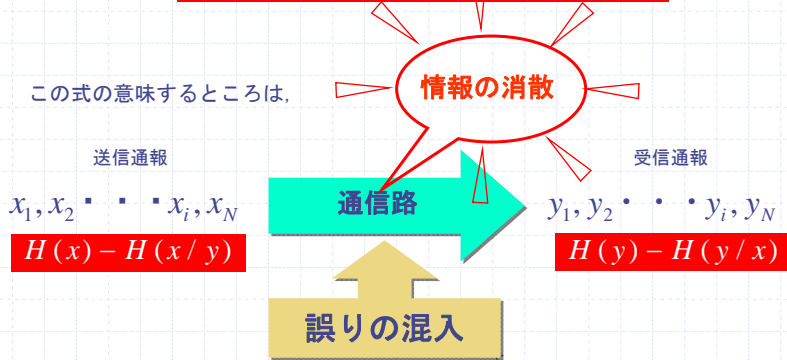 情報の消散
この式の意味するところは,
送信通報
受信通報
x₁, x₂ ・ ・ ・ xᵢ, x_N
通信路
y₁, y₂ ・ ・ ・ yᵢ, y_N
H(x) − H(x/y)
H(y) − H(y/x)
誤りの混入